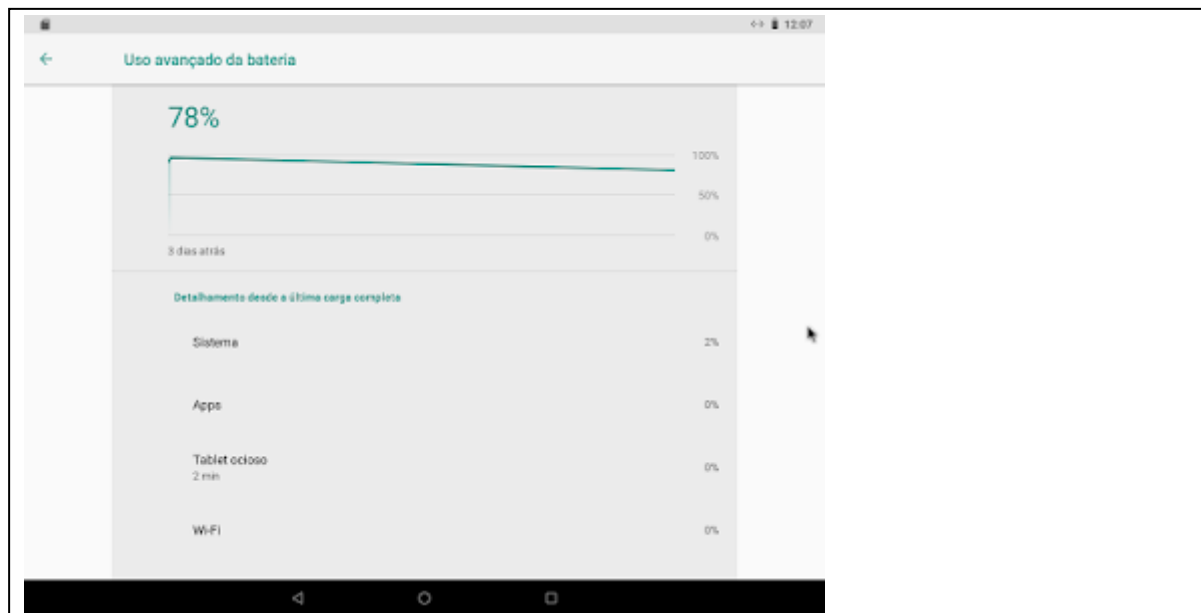 12:07
Uso avançado da bateria
78%
100%
50%
0%
3 dias atrás
Detalhamento desde a última carga completa
Sistema 2%
Apps 0%
Tablet ocioso 0%
2 min
Wi-Fi 0%